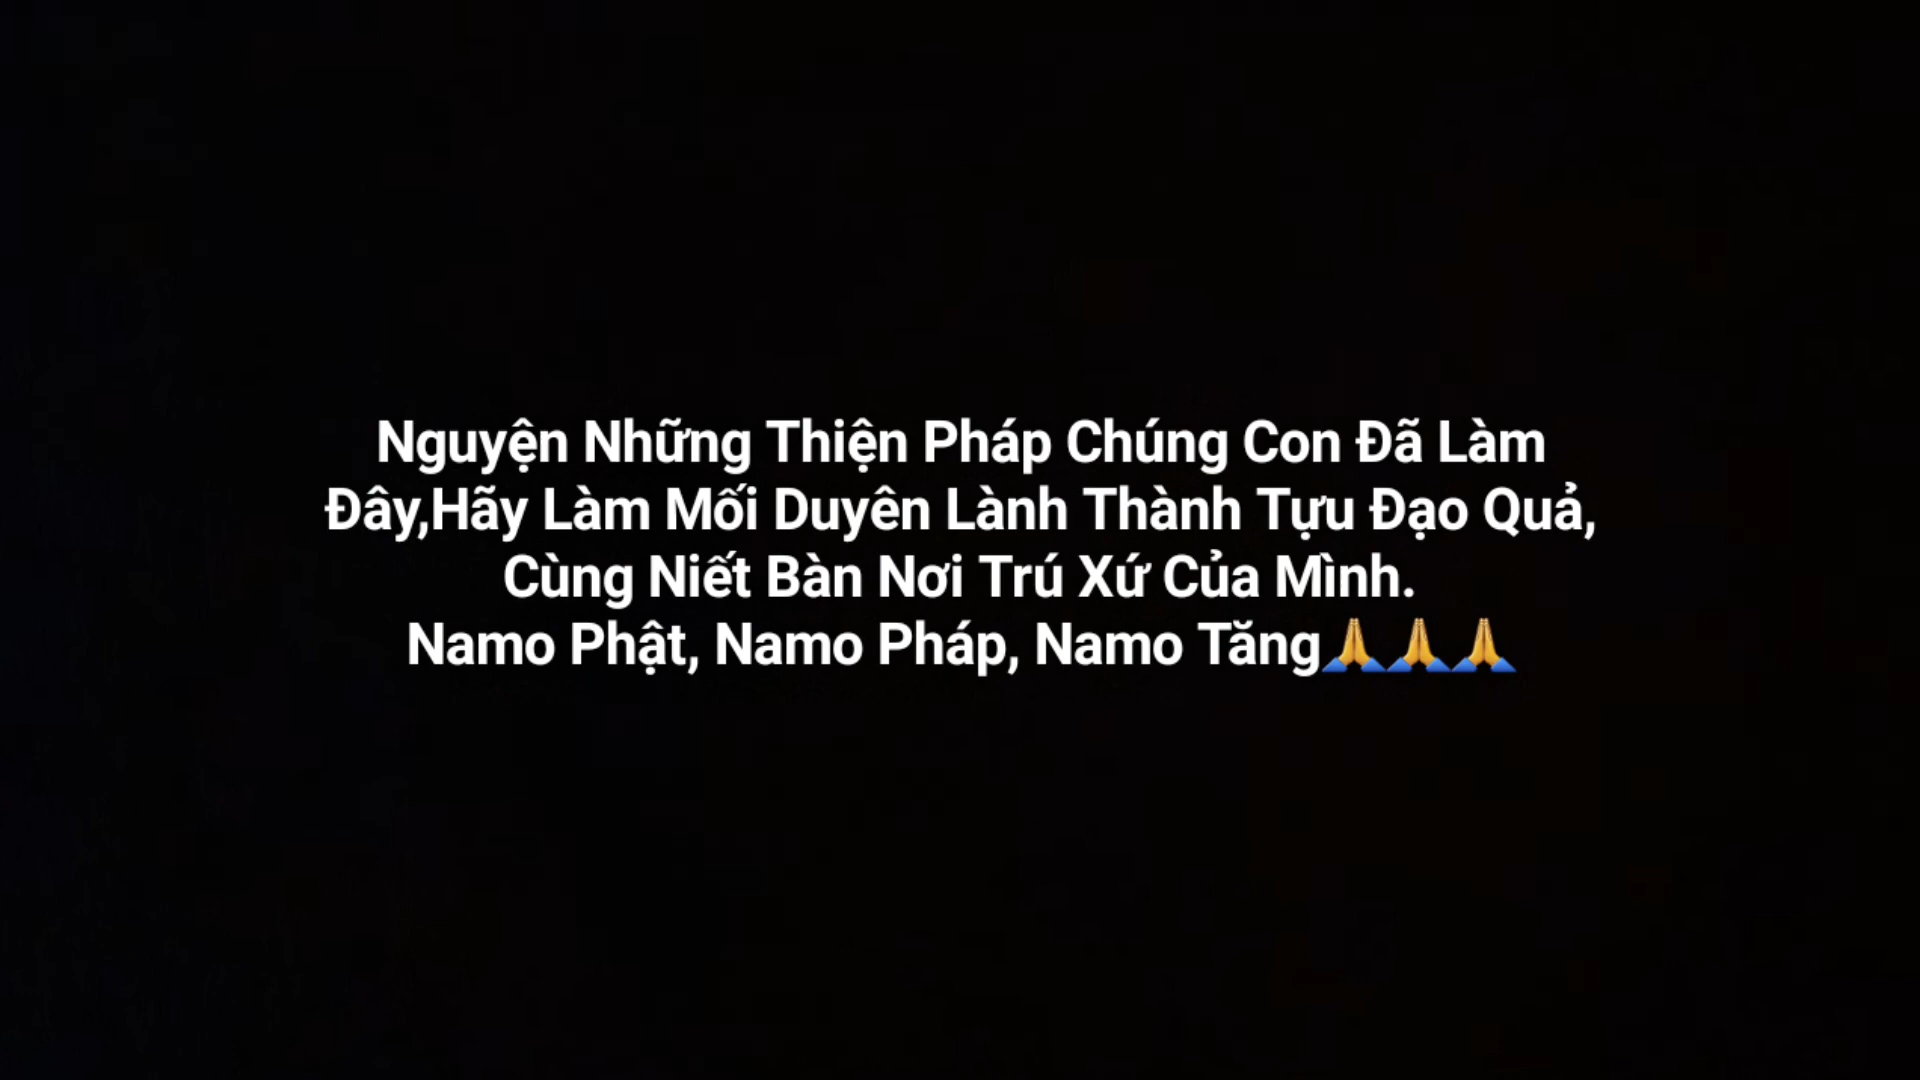 Nguyện Những Thiện Pháp Chúng Con Đã Làm
Đây,Hãy Làm Mối Duyên Lành Thành Tựu Đạo Quả,
Cùng Niết Bàn Nơi Trú Xứ Của Mình.
Namo Phật, Namo Pháp, Namo Tăng🙏🙏🙏